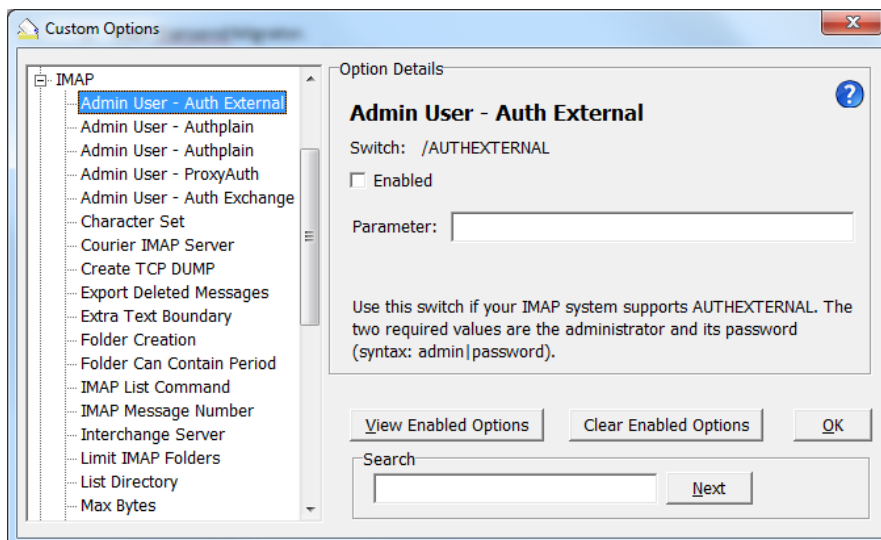 Custom Options
IMAP
Admin User - Auth External
Admin User - Authplain
Admin User - Authplain
Admin User - ProxyAuth
Admin User - Auth Exchange
Character Set
Courier IMAP Server
Create TCP DUMP
Export Deleted Messages
Extra Text Boundary
Folder Creation
Folder Can Contain Period
IMAP List Command
IMAP Message Number
Interchange Server
Limit IMAP Folders
List Directory
Max Bytes
Option Details
Admin User - Auth External
?
Switch: /AUTHEXTERNAL
Enabled
Parameter:
Use this switch if your IMAP system supports AUTHEXTERNAL. The
two required values are the administrator and its password
(syntax: admin|password).
View Enabled Options
Clear Enabled Options
OK
Search
Next